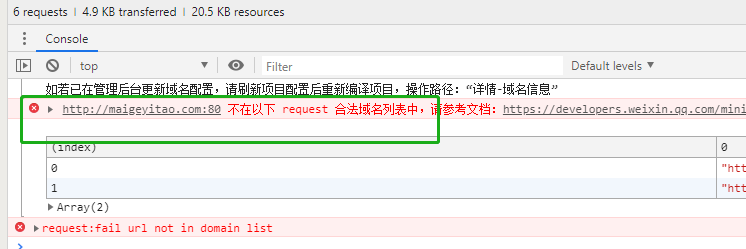 6 requests | 4.9 KB transferred | 20.5 KB resources
Console
top Filter Default levels
如若已在管理后台更新域名配置，请刷新项目配置后重新编译项目，操作路径：“详情-域名信息”
http://maigeyitao.com:80 不在以下 request 合法域名列表中，请参考文档：https://developers.weixin.qq.com/mini
(index) 0
0 "htt
1 "htt
Array(2)
request:fail url not in domain list